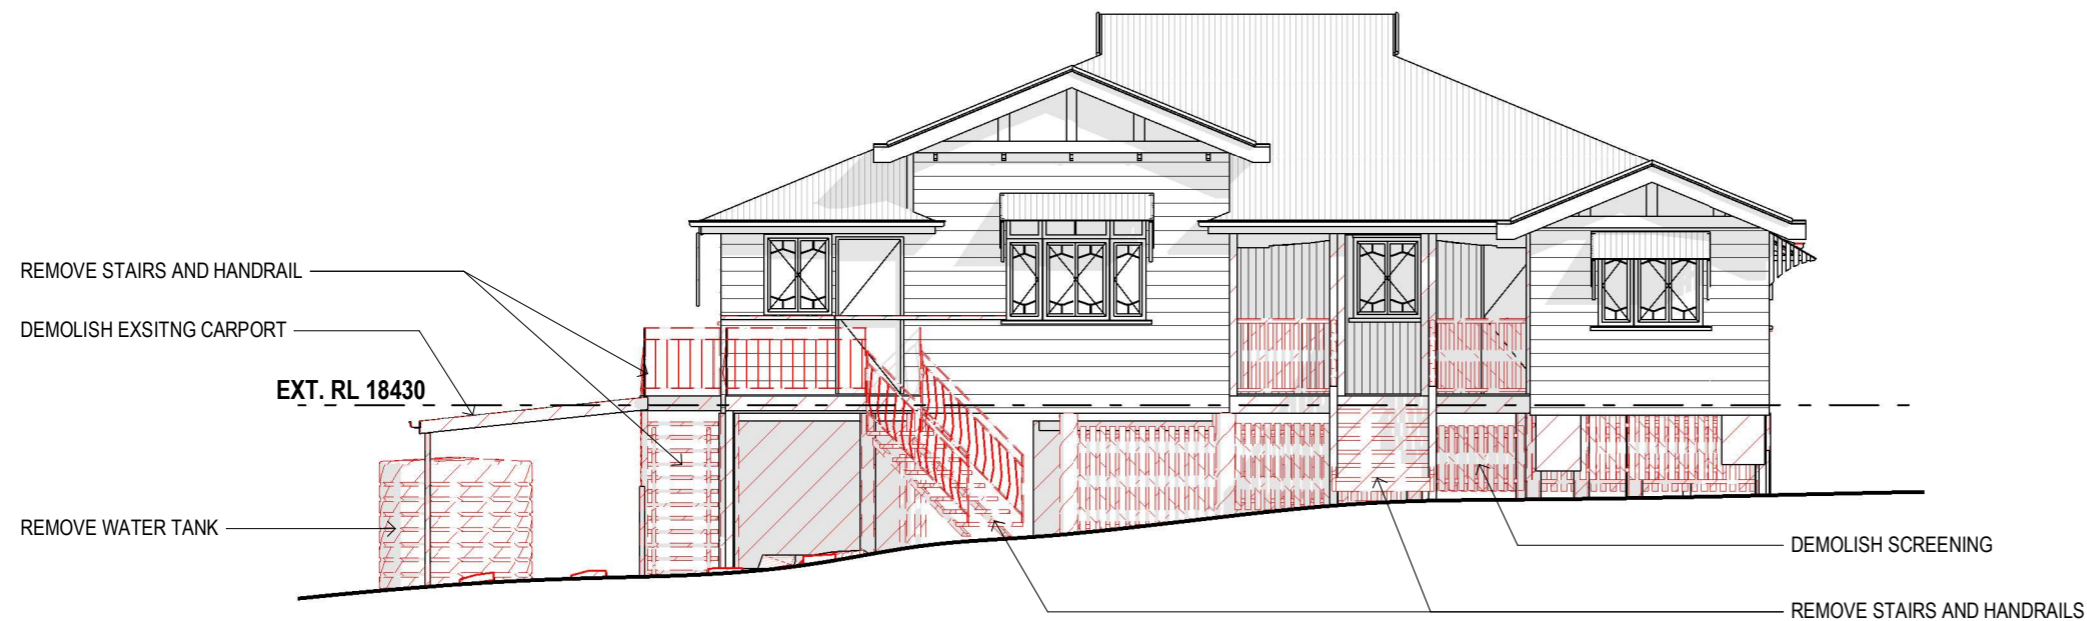 REMOVE STAIRS AND HANDRAIL
DEMOLISH EXSITNG CARPORT
EXT. RL 18430
REMOVE WATER TANK
DEMOLISH SCREENING
REMOVE STAIRS AND HANDRAILS